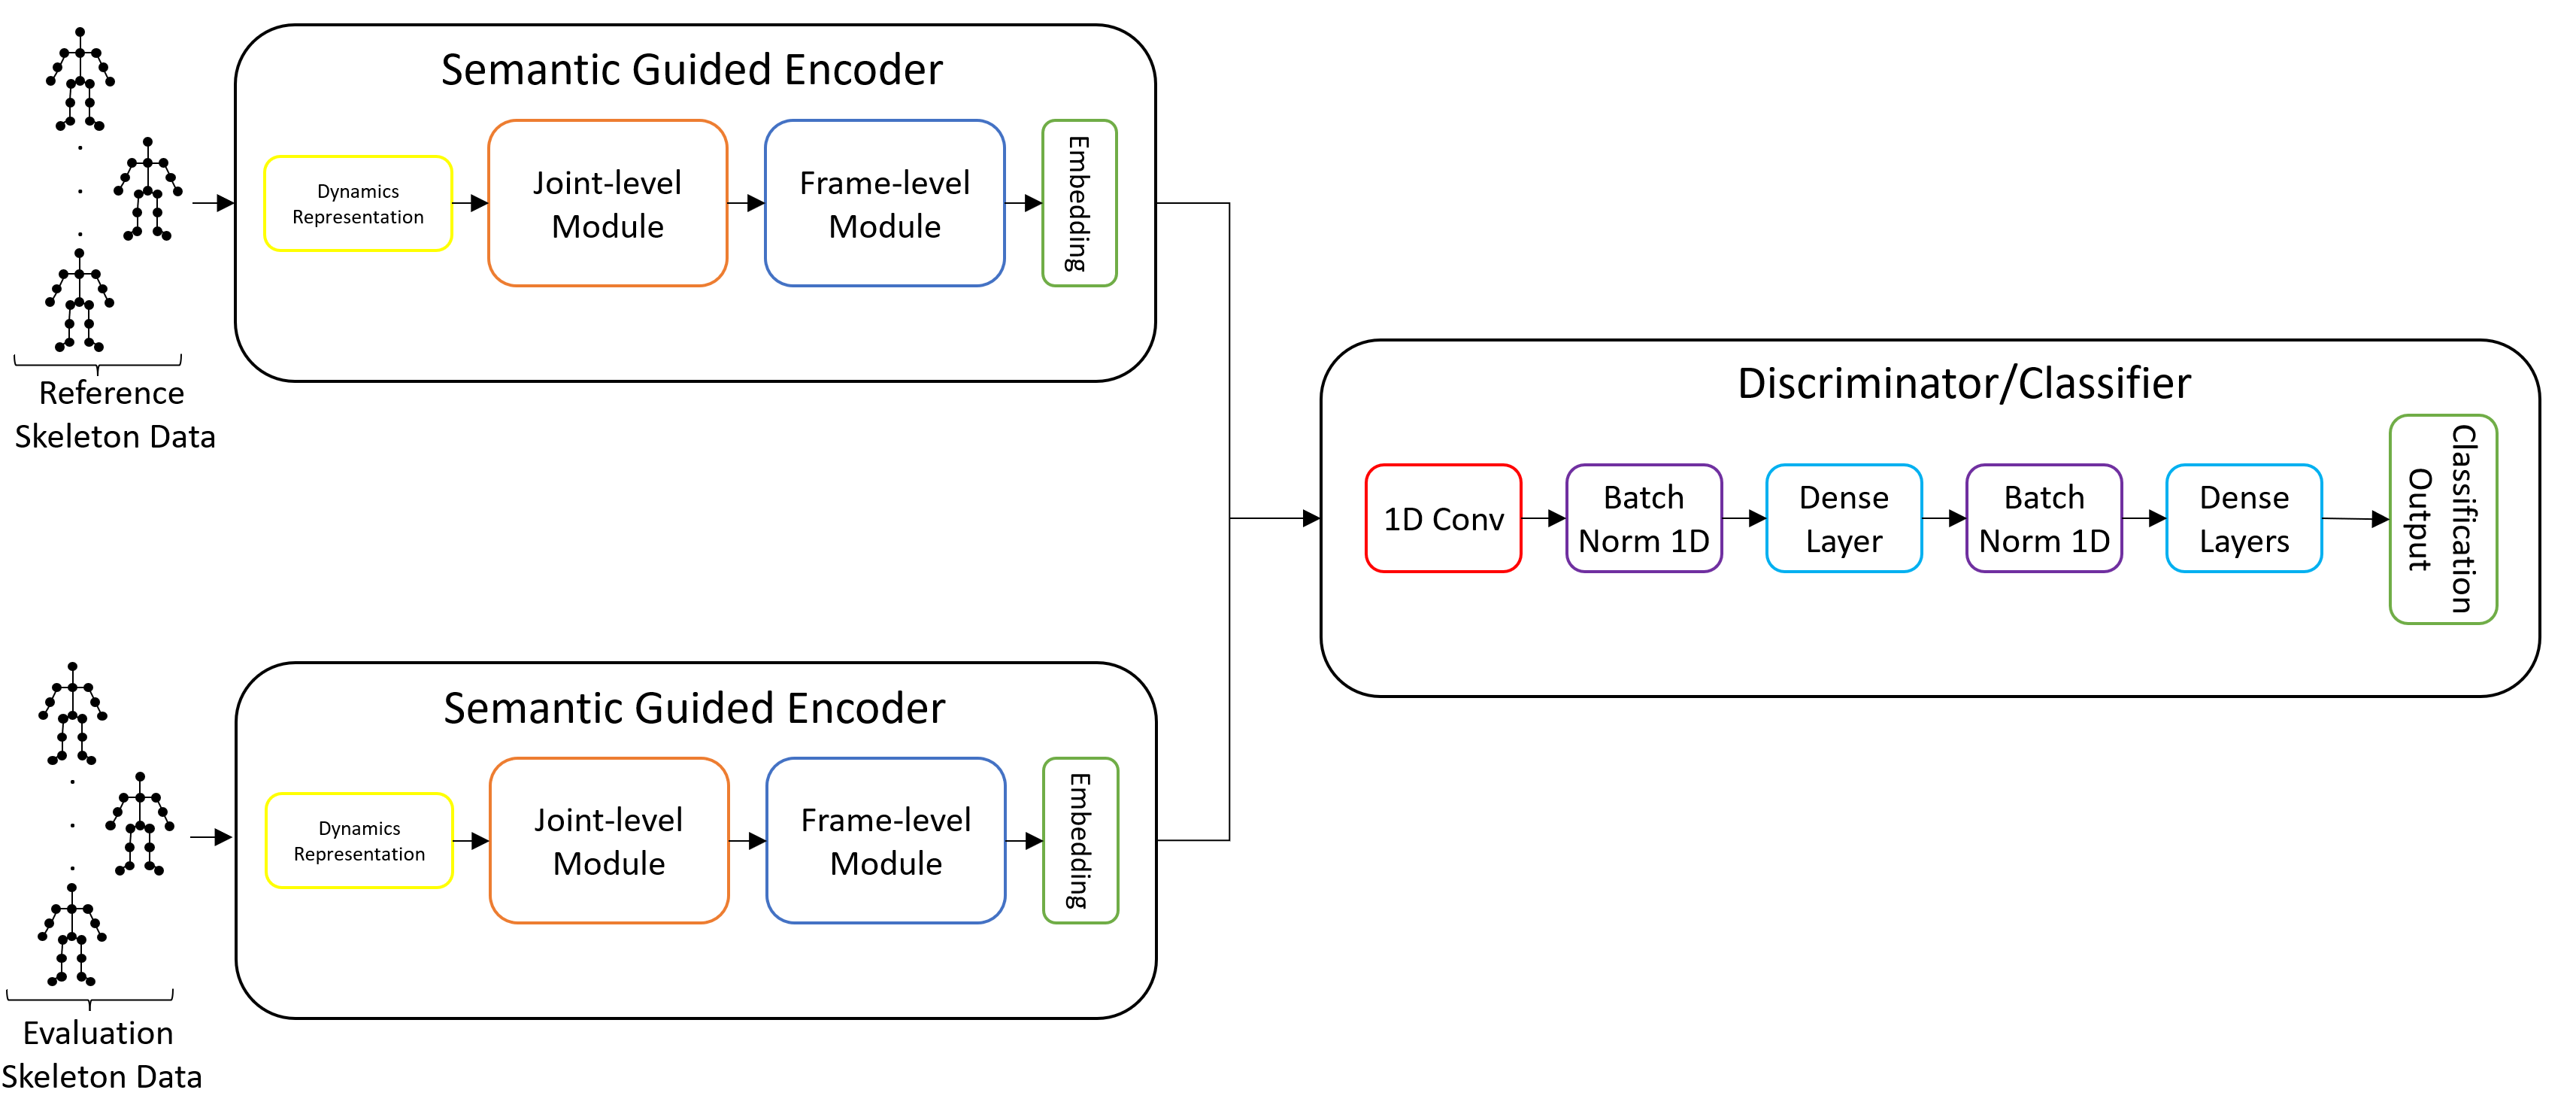 Semantic Guided Encoder
Dynamics
Representation
Joint-level
Module
Frame-level
Module
Embedding
Reference
Skeleton Data
Discriminator/Classifier
1D Conv
Batch
Norm 1D
Dense
Layer
Batch
Norm 1D
Dense
Layers
Classification
Output
Semantic Guided Encoder
Dynamics
Representation
Joint-level
Module
Frame-level
Module
Embedding
Evaluation
Skeleton Data